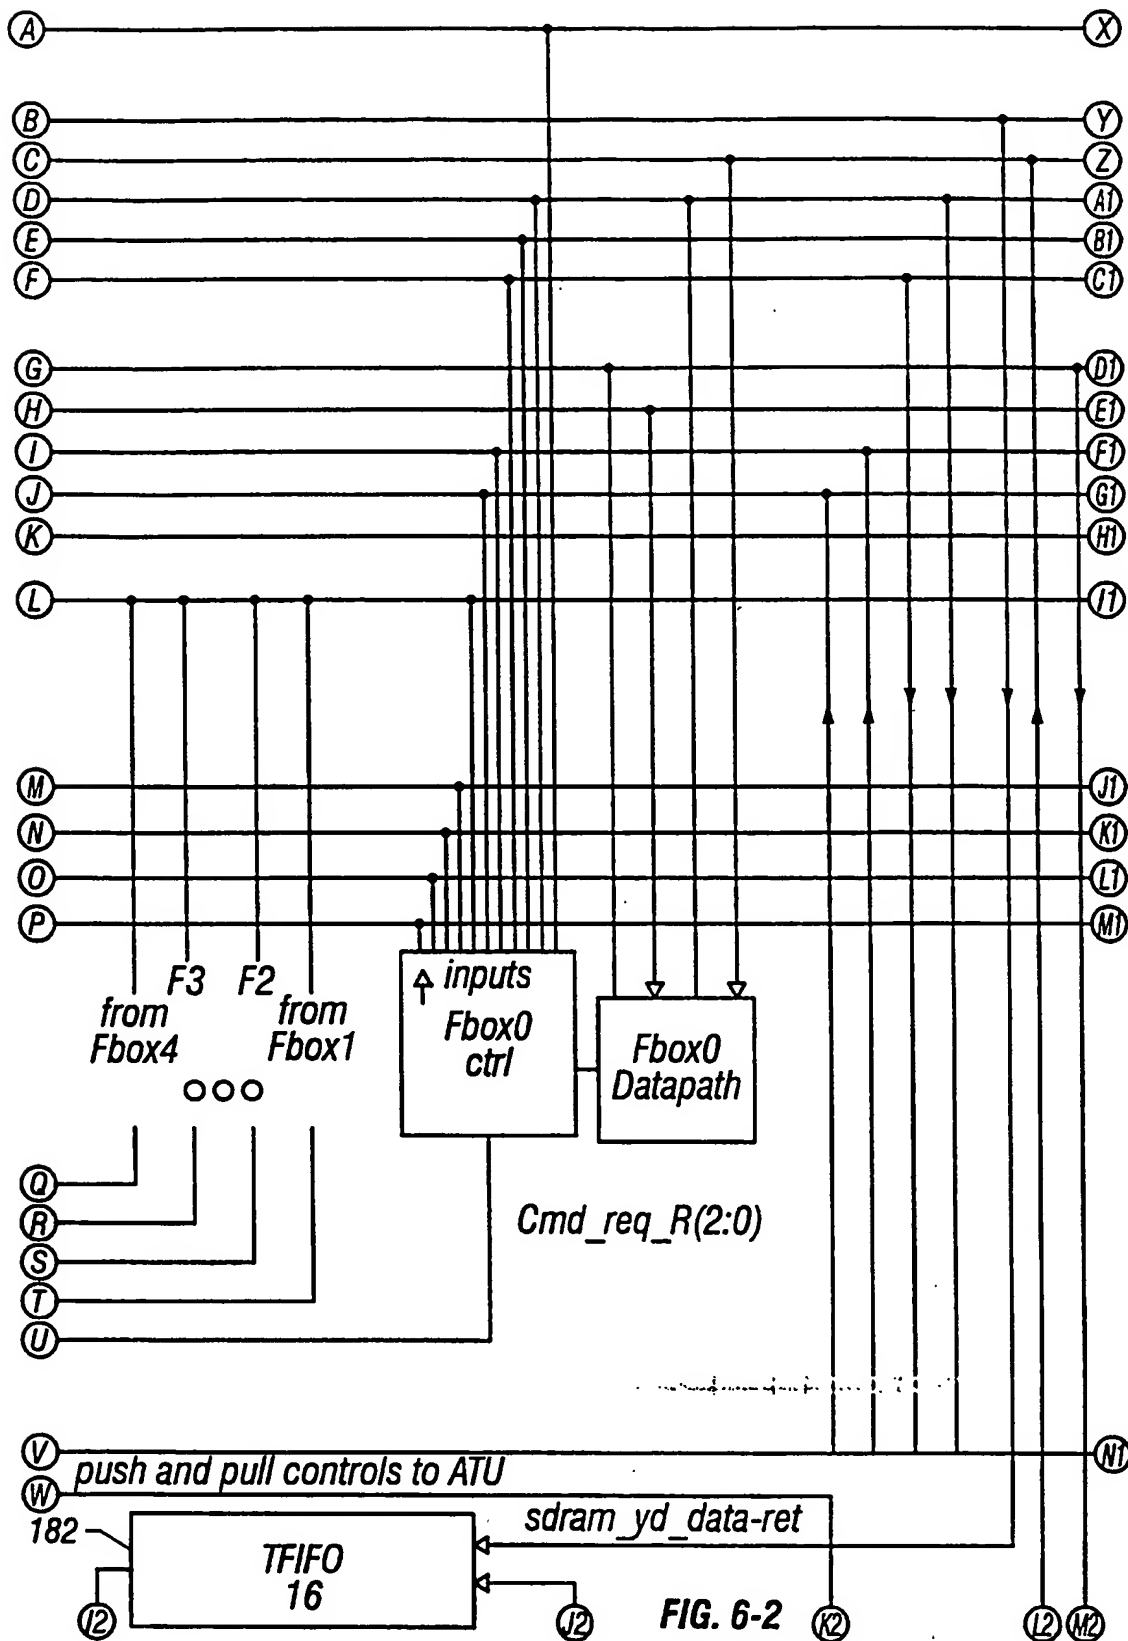 A X
B Y
C Z
D A1
E B1
F C1
G D1
H E1
I F1
J G1
K H1
L I1
M J1
N K1
O L1
P M1
F3 F2
from
Fbox4
from
Fbox1
inputs
Fbox0
ctrl
Fbox0
Datapath
Q
R
S
T
U
Cmd_req_R(2:0)
V N1
push and pull controls to ATU
W
sdram_yd_data-ret
182
TFIFO
16
I2 J2 FIG. 6-2 K2 L2 M2